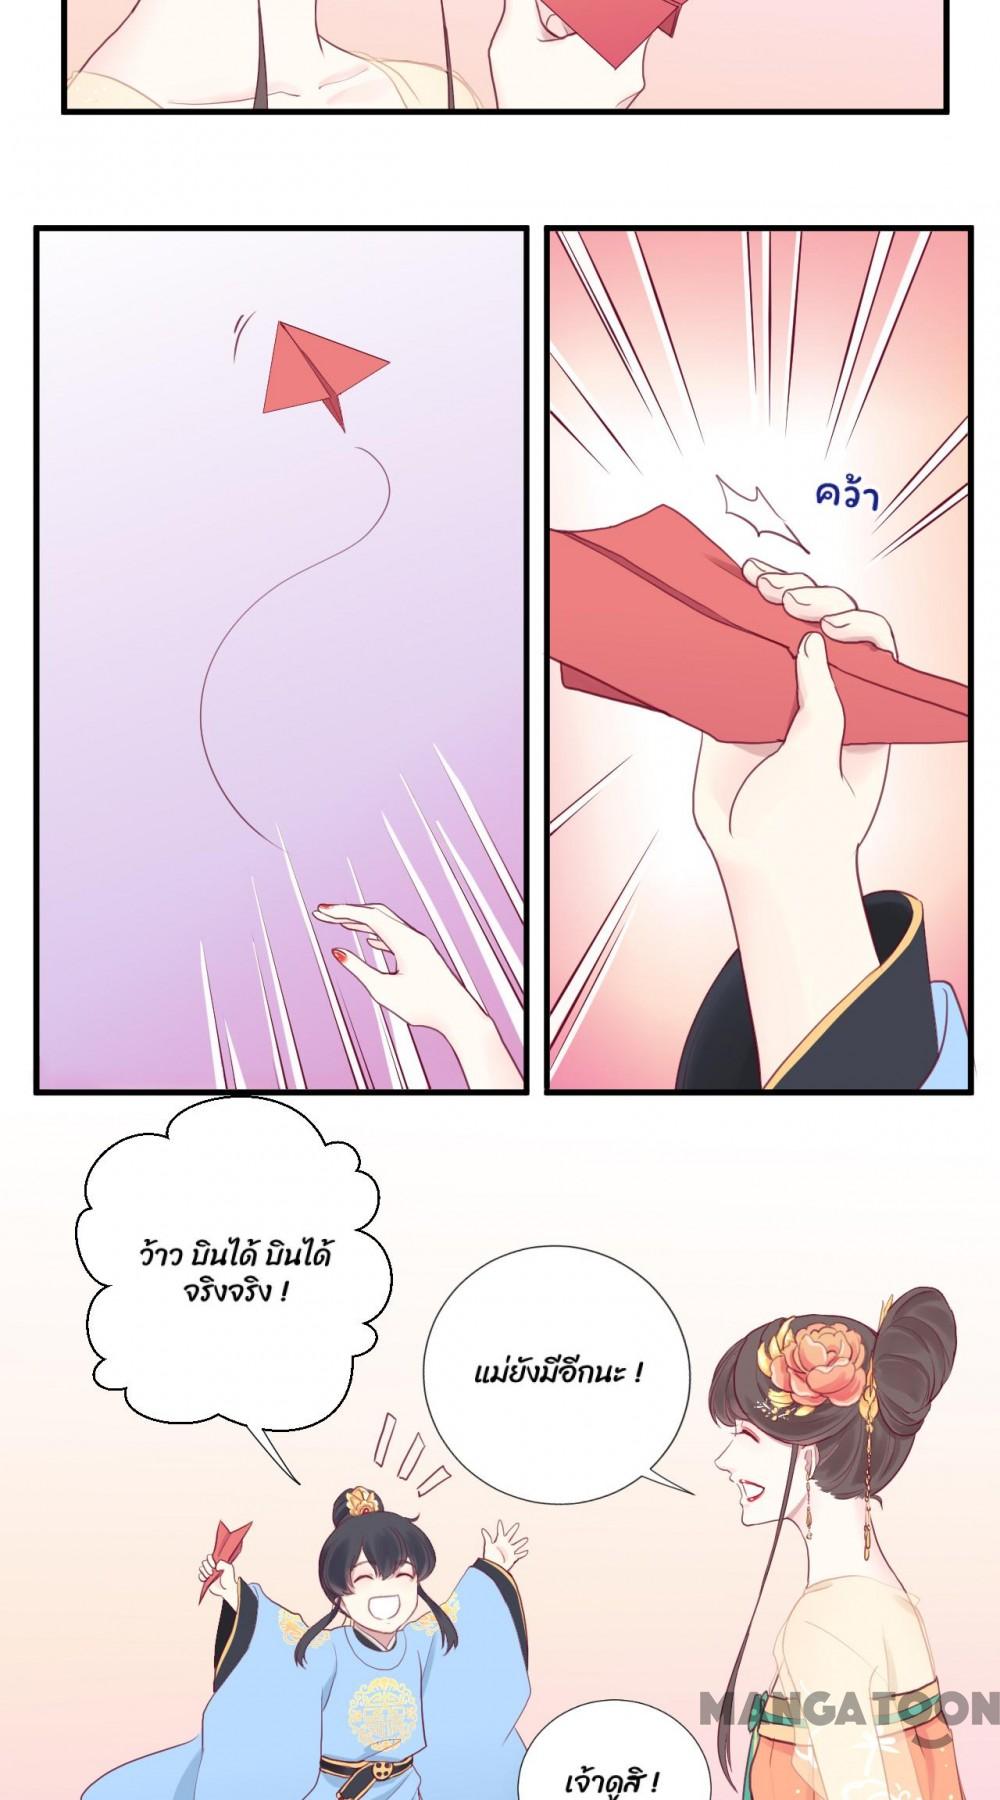 คว้า
ว้าว บินได้ บินได้
จริงจริง !
แม่ยังมีอีกนะ !
MANGATOON
เจ้าดูสิ !